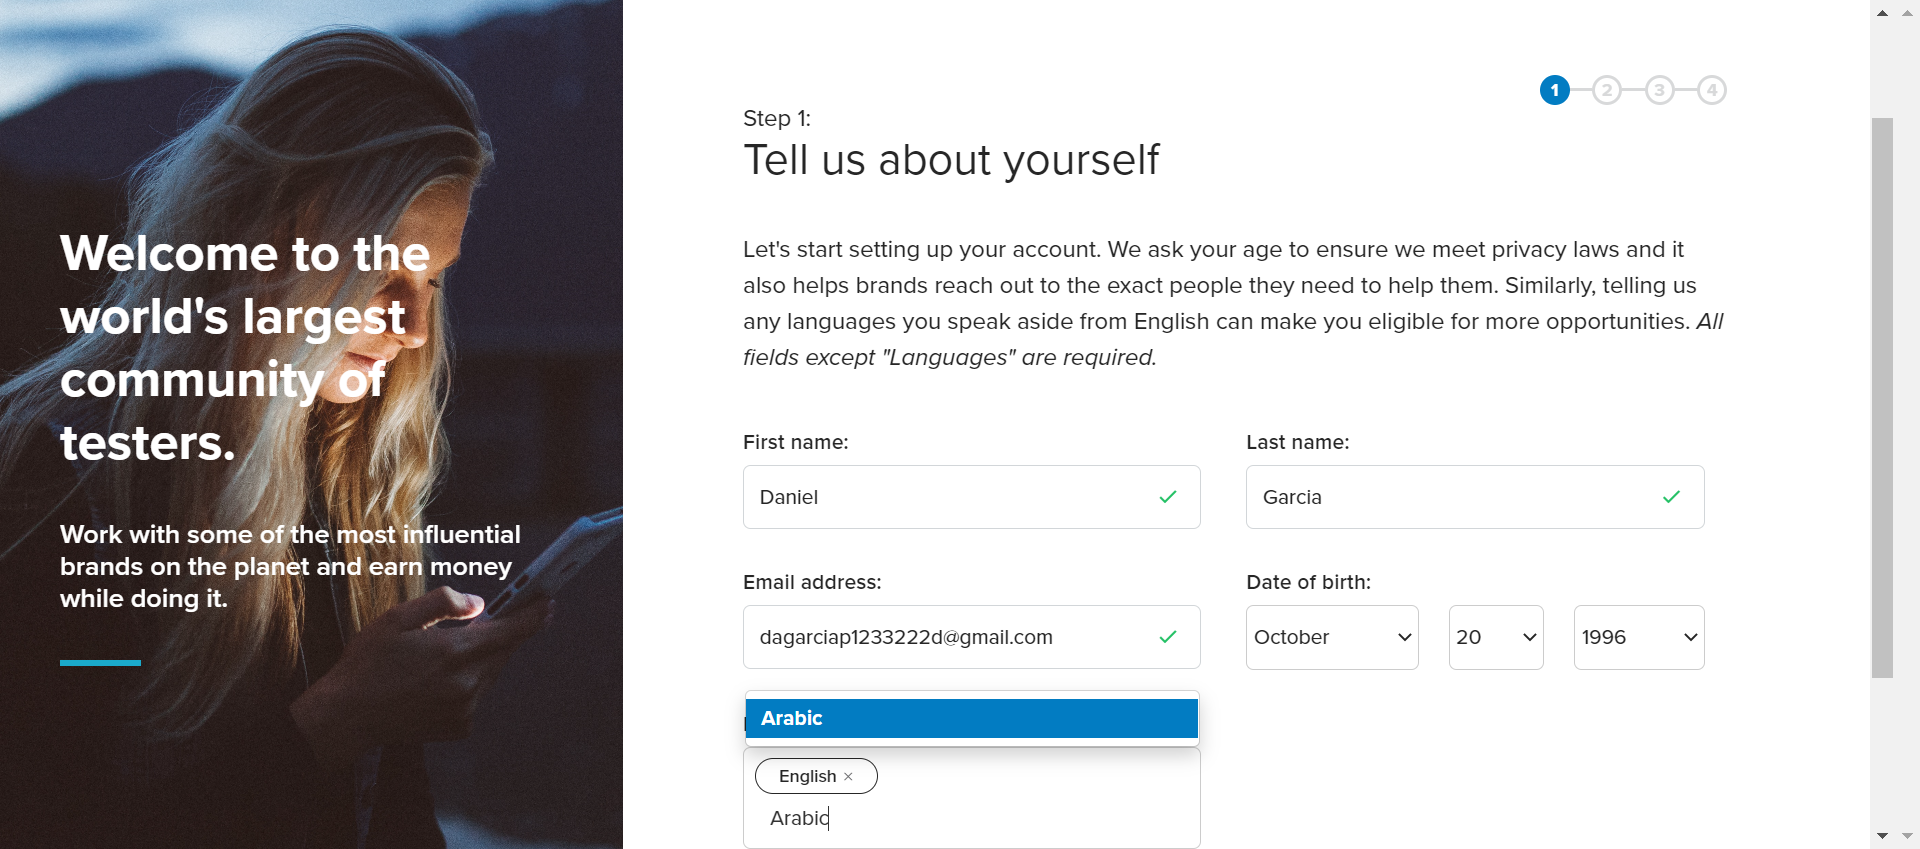 Welcome to the
world's largest
community of
testers.
Work with some of the most influential
brands on the planet and earn money
while doing it.
1 2 3 4
Step 1:
Tell us about yourself
Let's start setting up your account. We ask your age to ensure we meet privacy laws and it
also helps brands reach out to the exact people they need to help them. Similarly, telling us
any languages you speak aside from English can make you eligible for more opportunities. All
fields except "Languages" are required.
First name:
Last name:
Daniel
Garcia
Email address:
Date of birth:
dagarciap1233222d@gmail.com
October
20
1996
Arabic
English ×
Arabic